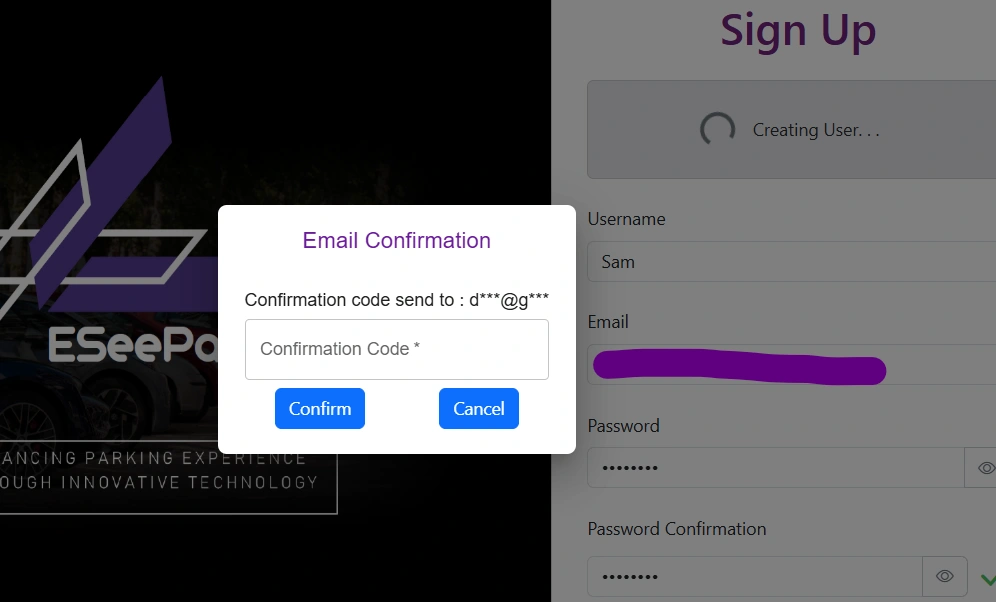 Sign Up
Creating User. . .
Username
Sam
Email
Password
••••••••
Password Confirmation
••••••••
Email Confirmation
Confirmation code send to : d***@g***
Confirmation Code *
Confirm
Cancel
ESeePa
ANCING PARKING EXPERIENCE
OUGH INNOVATIVE TECHNOLOGY